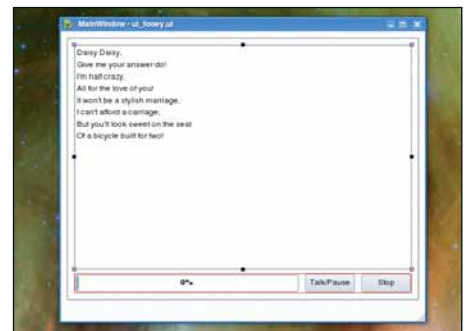 MainWindow - ui_fooey.ui
Daisy Daisy,
Give me your answer do!
I'm half crazy,
All for the love of you!
It won't be a stylish marriage,
I can't afford a carriage,
But you'll look sweet on the seat
Of a bicycle built for two!
0%
Talk/Pause
Stop